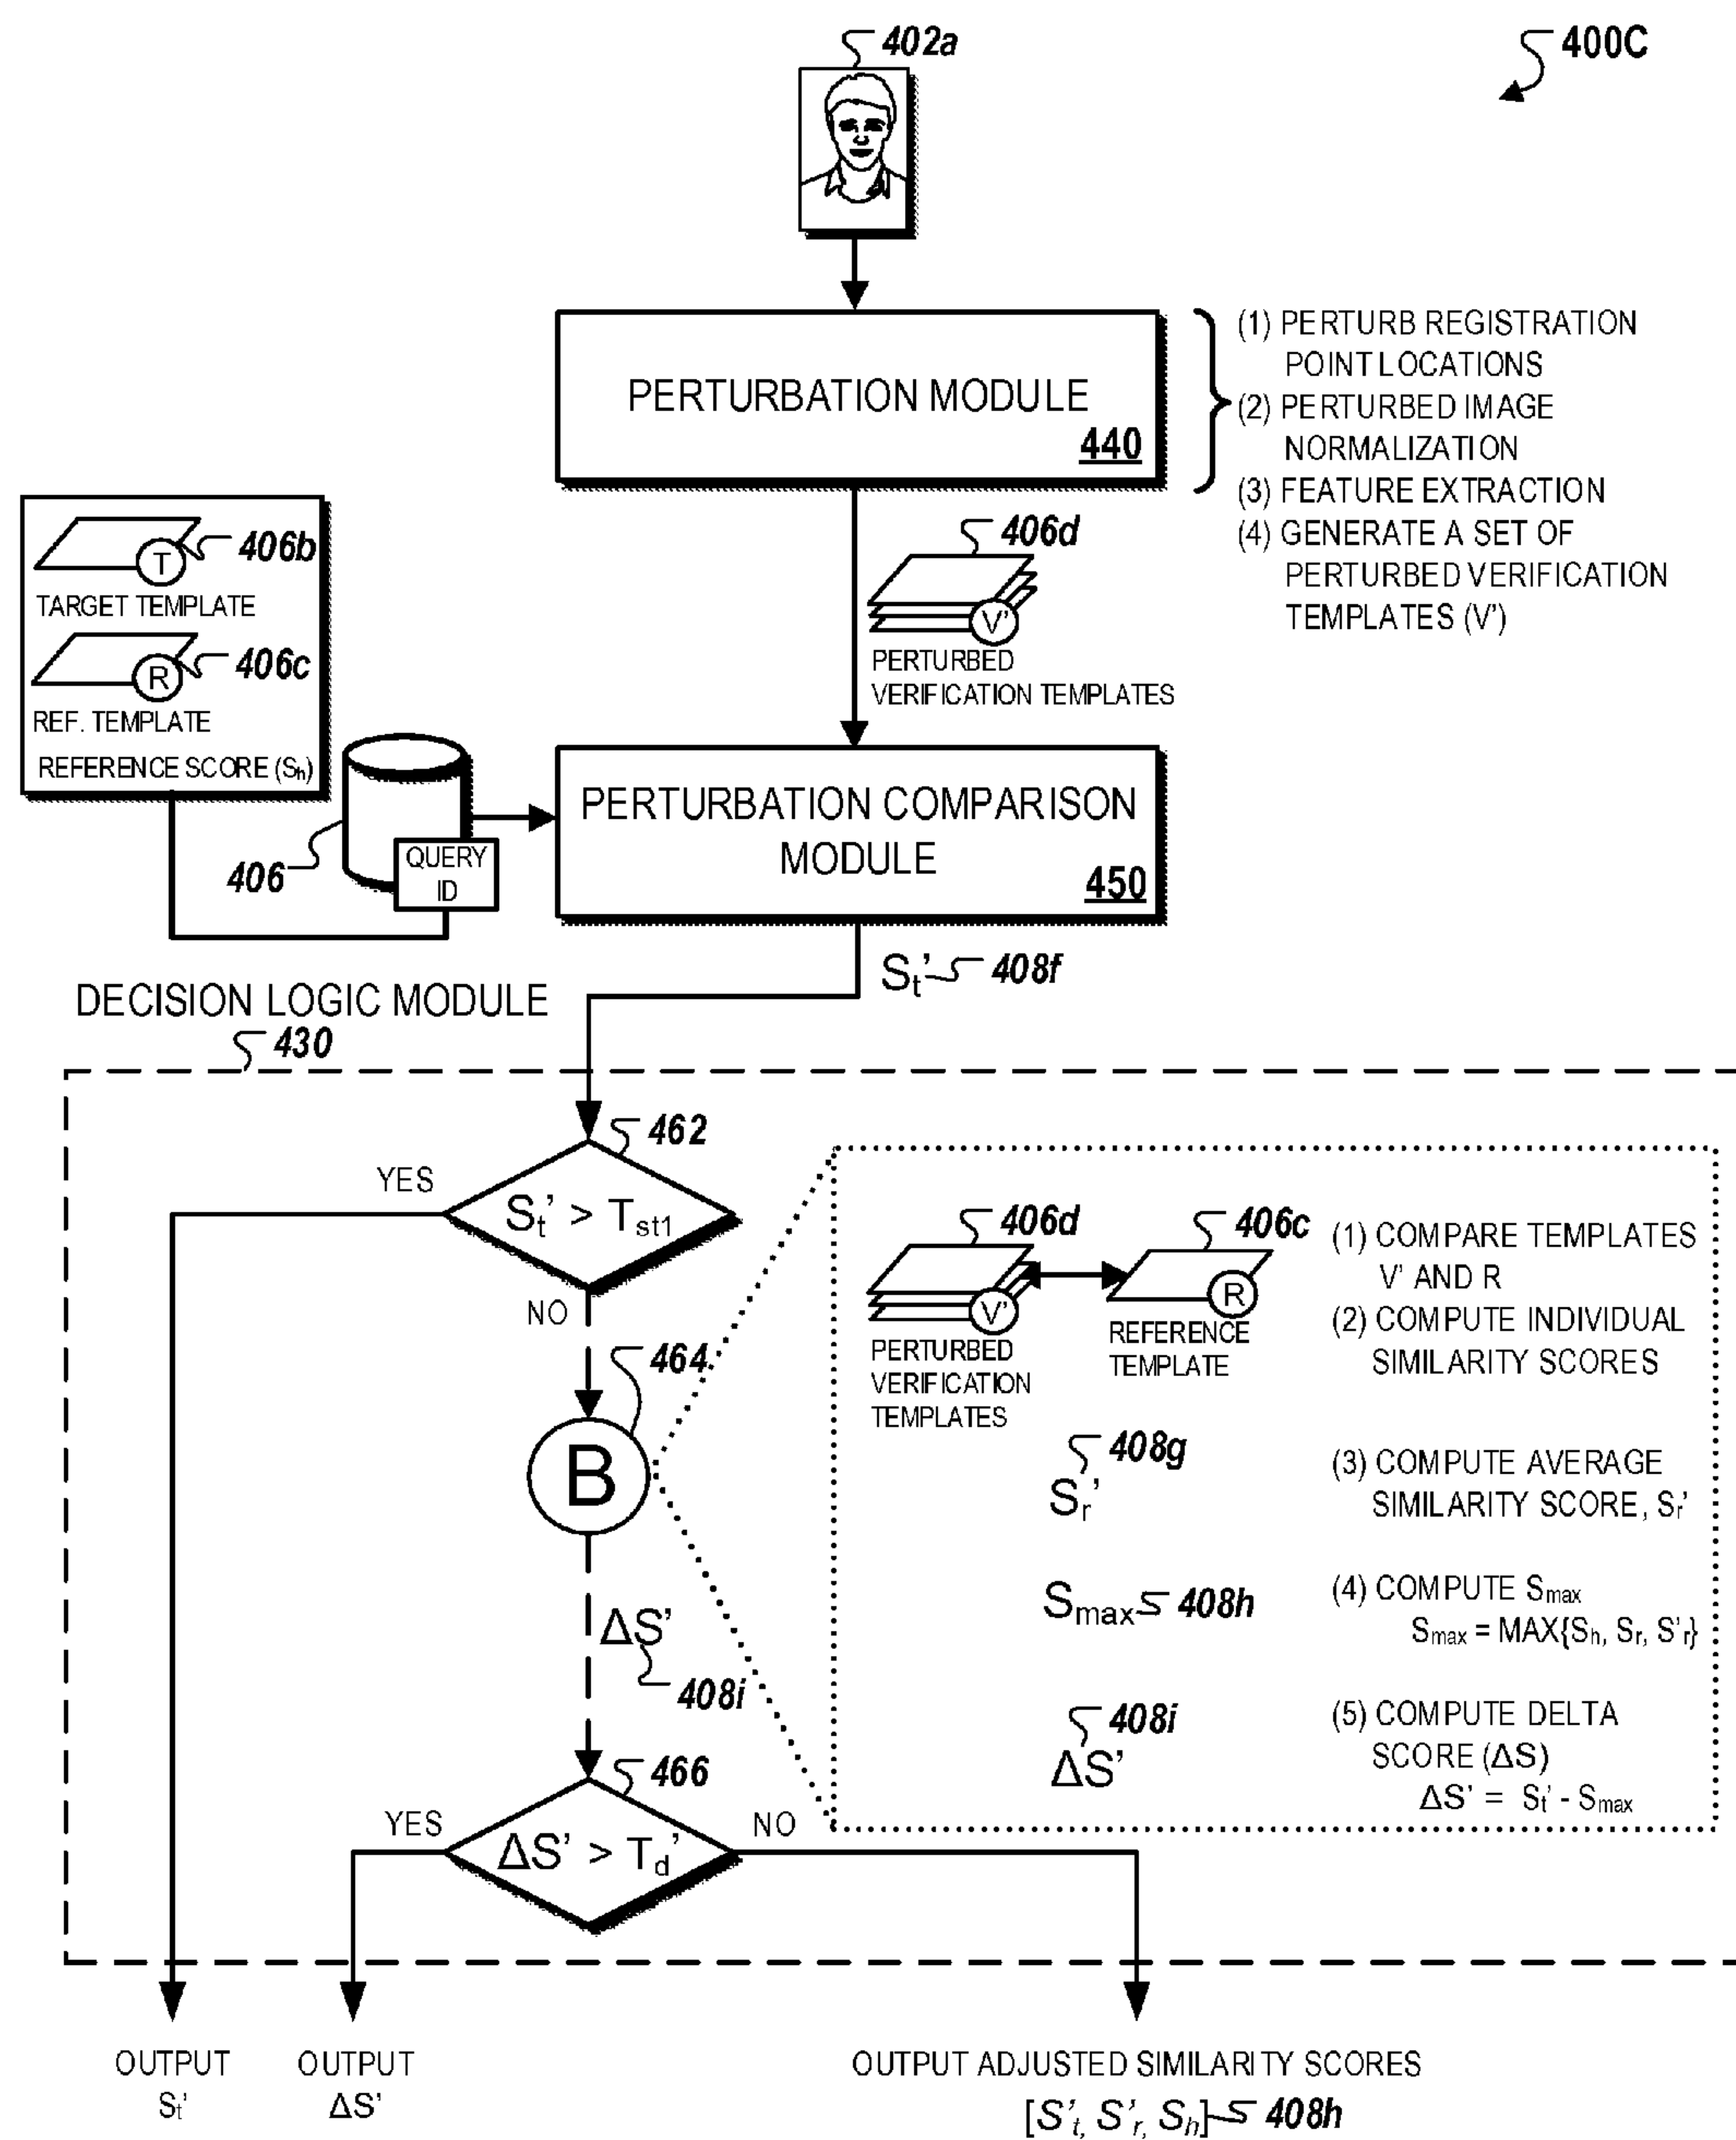 402a
400C
PERTURBATION MODULE
440
(1) PERTURB REGISTRATION
POINT LOCATIONS
(2) PERTURBED IMAGE
NORMALIZATION
(3) FEATURE EXTRACTION
(4) GENERATE A SET OF
PERTURBED VERIFICATION
TEMPLATES (V')
T
406b
TARGET TEMPLATE
R
406c
REF. TEMPLATE
REFERENCE SCORE (Sh)
406d
V'
PERTURBED
VERIFICATION TEMPLATES
406
QUERY
ID
PERTURBATION COMPARISON
MODULE
450
St' 408f
DECISION LOGIC MODULE
430
462
YES
St' > Tst1
NO
464
B
ΔS'
408i
466
YES
ΔS' > Td'
NO
406d
V'
PERTURBED
VERIFICATION
TEMPLATES
406c
R
REFERENCE
TEMPLATE
(1) COMPARE TEMPLATES
V' AND R
(2) COMPUTE INDIVIDUAL
SIMILARITY SCORES
408g
Sr'
(3) COMPUTE AVERAGE
SIMILARITY SCORE, Sr'
Smax 408h
(4) COMPUTE Smax
Smax = MAX{Sh, Sr, S'r}
408i
ΔS'
(5) COMPUTE DELTA
SCORE (ΔS)
ΔS' = St' - Smax
OUTPUT
St'
OUTPUT
ΔS'
OUTPUT ADJUSTED SIMILARITY SCORES
[S't, S'r, Sh] 408h